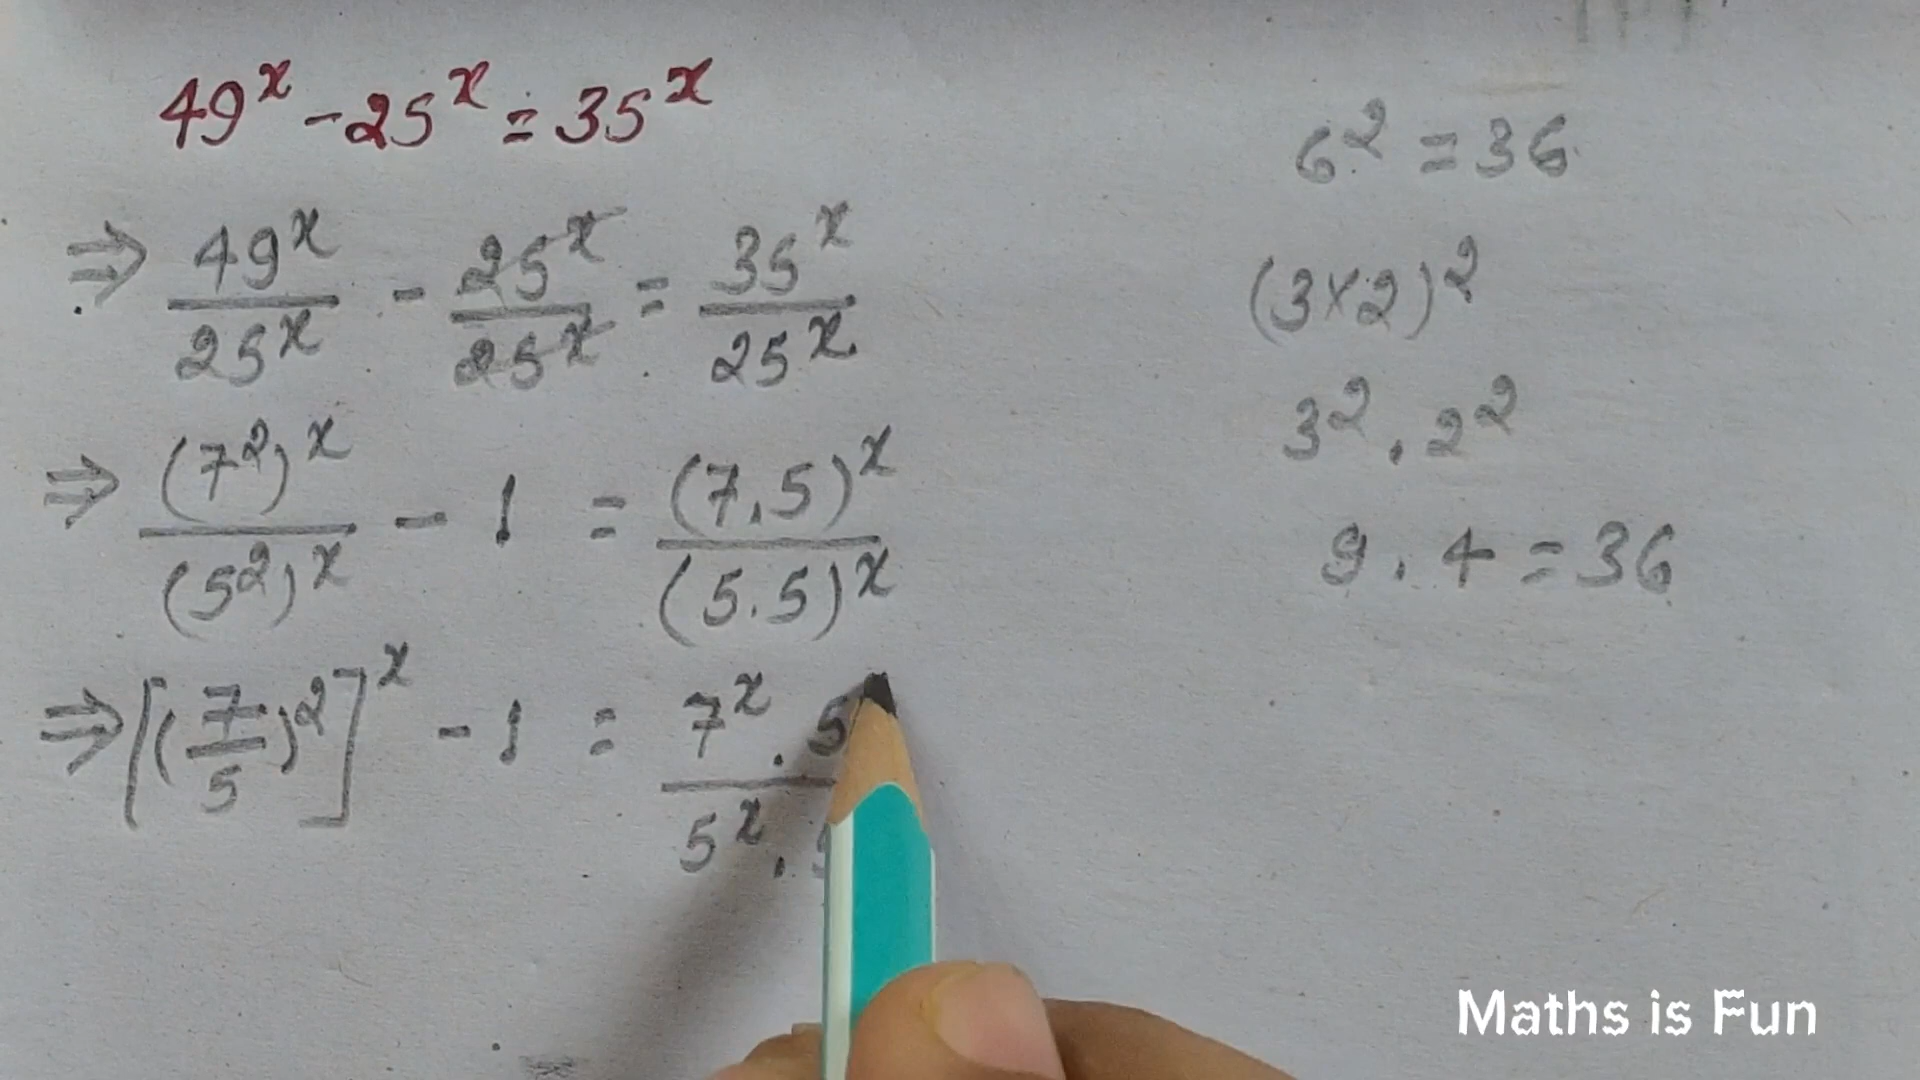 49^x - 25^x = 35^x
⇒ 49^x/25^x - 25^x/25^x = 35^x/25^x
⇒ (7^2)^x/(5^2)^x - 1 = (7.5)^x/(5.5)^x
⇒ [(7/5)^2]^x - 1 = 7^x . 5/5^x . 5
6^2 = 36
(3×2)^2
3^2 . 2^2
9 . 4 = 36
Maths is Fun